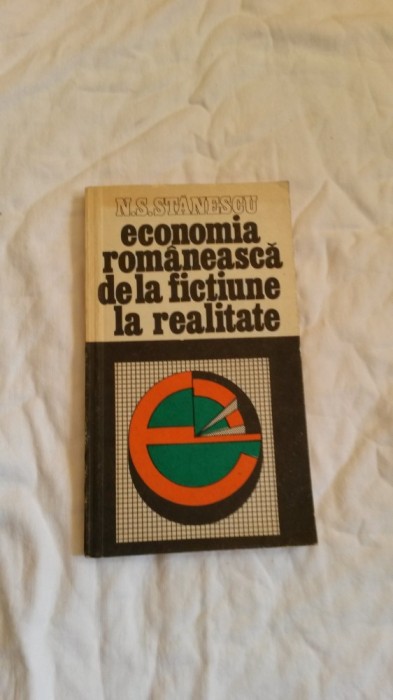 N.S.STĂNESCU
economia
românească
de la ficțiune
la realitate